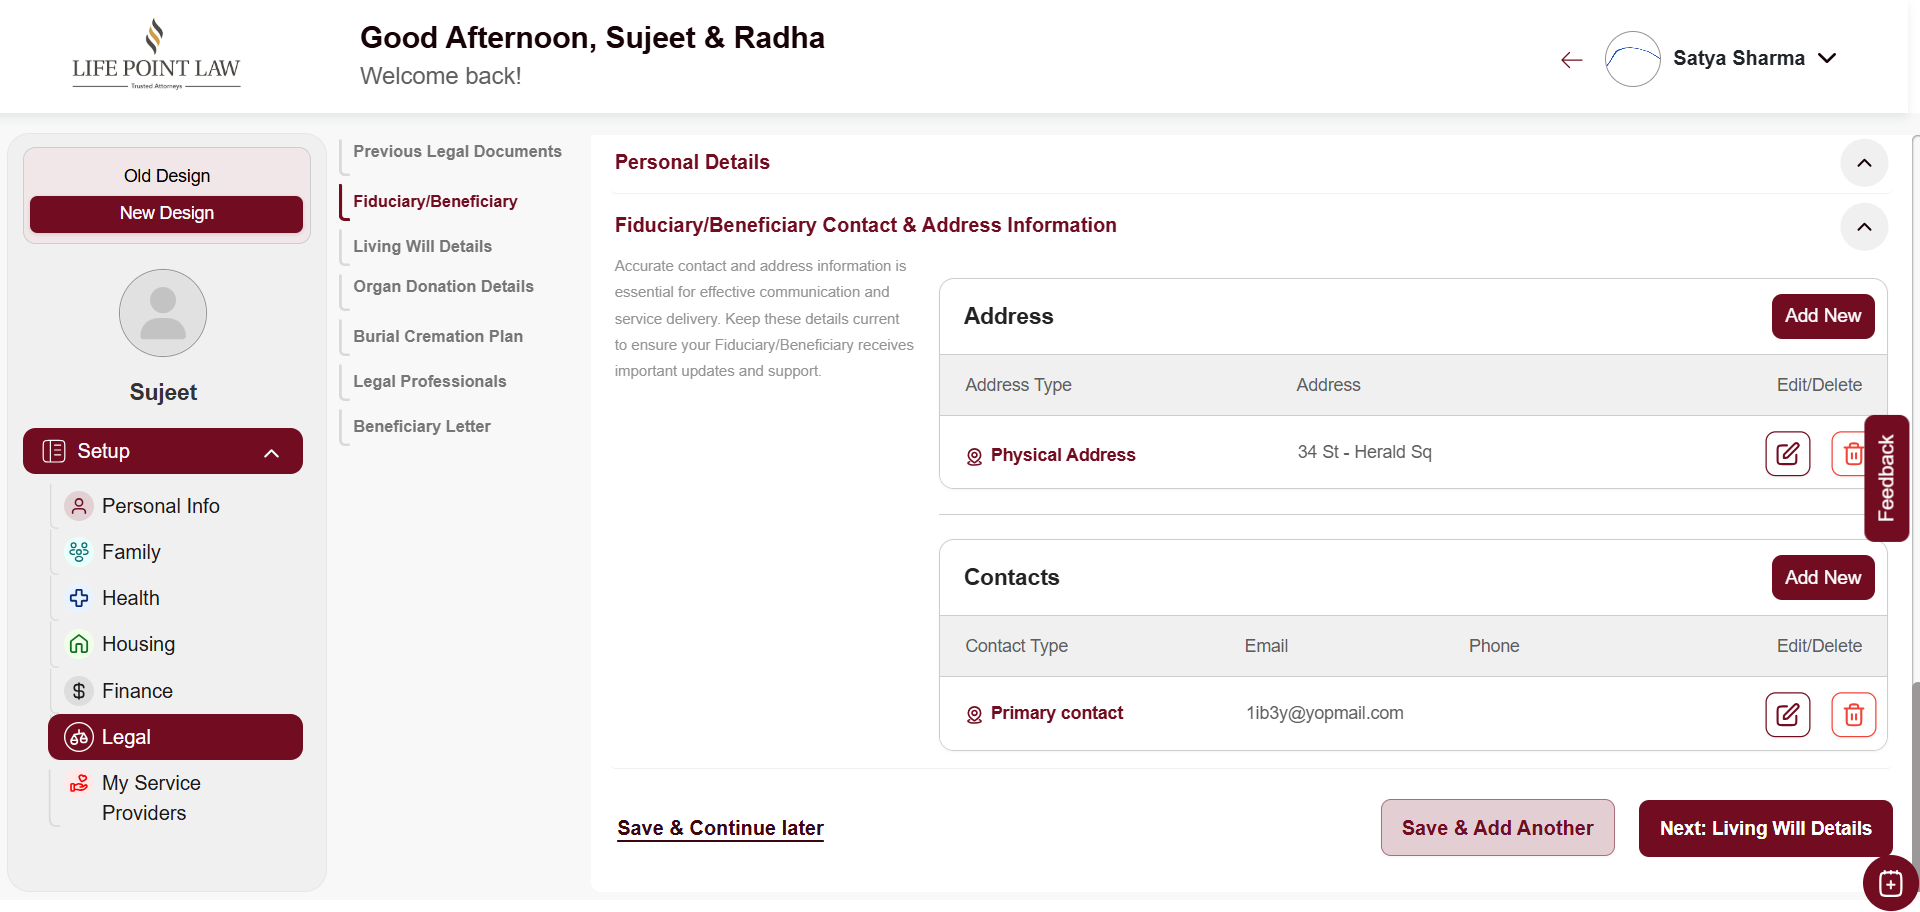 LIFE POINT LAW
Trusted Attorneys
Good Afternoon, Sujeet & Radha
Welcome back!
Satya Sharma
Old Design
New Design
Sujeet
Setup
Personal Info
Family
Health
Housing
Finance
Legal
My Service
Providers
Previous Legal Documents
Fiduciary/Beneficiary
Living Will Details
Organ Donation Details
Burial Cremation Plan
Legal Professionals
Beneficiary Letter
Personal Details
Fiduciary/Beneficiary Contact & Address Information
Accurate contact and address information is
essential for effective communication and
service delivery. Keep these details current
to ensure your Fiduciary/Beneficiary receives
important updates and support.
Address
Add New
Address Type Address Edit/Delete
Physical Address 34 St - Herald Sq
Contacts
Add New
Contact Type Email Phone Edit/Delete
Primary contact 1ib3y@yopmail.com
Feedback
Save & Continue later
Save & Add Another
Next: Living Will Details